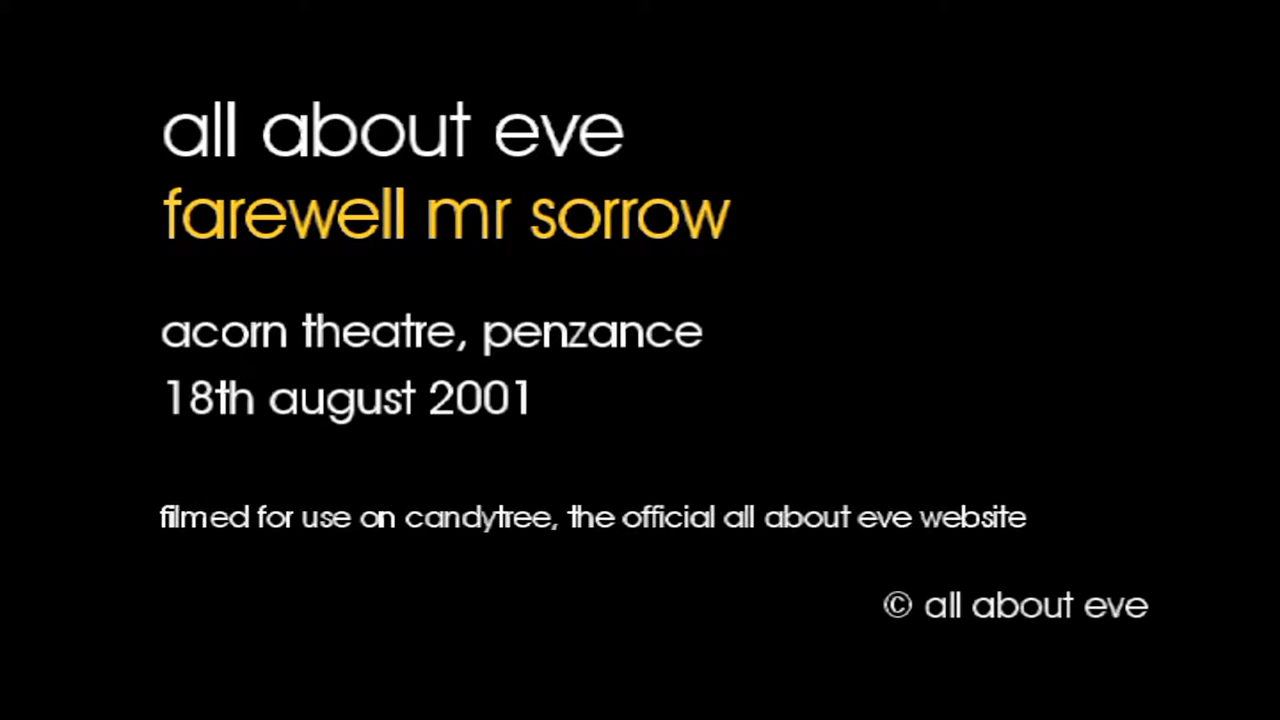 all about eve
farewell mr sorrow
acorn theatre, penzance
18th august 2001
filmed for use on candytree, the official all about eve website
© all about eve